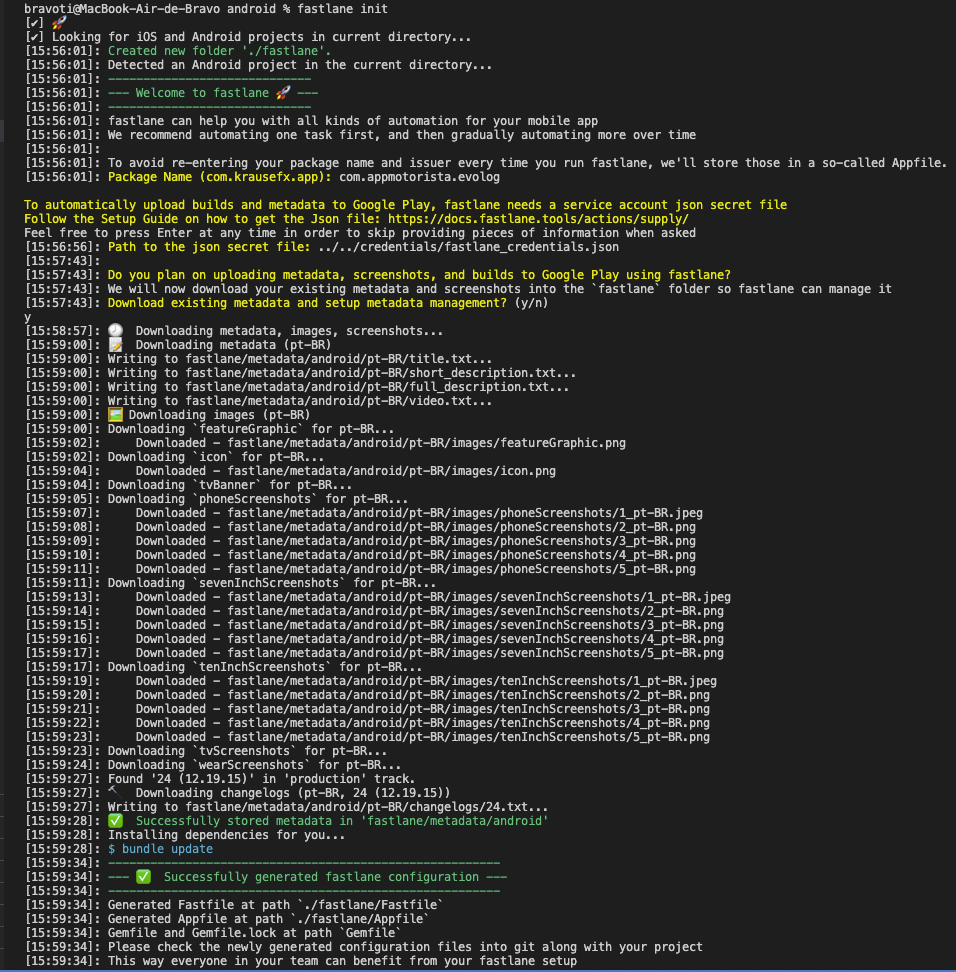 bravoti@MacBook-Air-de-Bravo android % fastlane init
[✔] 🚀
[✔] Looking for iOS and Android projects in current directory...
[15:56:01]: Created new folder './fastlane'.
[15:56:01]: Detected an Android project in the current directory...
[15:56:01]: -----------------------------
[15:56:01]: --- Welcome to fastlane 🚀 ---
[15:56:01]: -----------------------------
[15:56:01]: fastlane can help you with all kinds of automation for your mobile app
[15:56:01]: We recommend automating one task first, and then gradually automating more over time
[15:56:01]:
[15:56:01]: To avoid re-entering your package name and issuer every time you run fastlane, we'll store those in a so-called Appfile.
[15:56:01]: Package Name (com.krausefx.app): com.appmotorista.evolog
To automatically upload builds and metadata to Google Play, fastlane needs a service account json secret file
Follow the Setup Guide on how to get the Json file: https://docs.fastlane.tools/actions/supply/
Feel free to press Enter at any time in order to skip providing pieces of information when asked
[15:56:56]: Path to the json secret file: ../../credentials/fastlane_credentials.json
[15:57:43]:
[15:57:43]: Do you plan on uploading metadata, screenshots, and builds to Google Play using fastlane?
[15:57:43]: We will now download your existing metadata and screenshots into the `fastlane` folder so fastlane can manage it
[15:57:43]: Download existing metadata and setup metadata management? (y/n)
y
[15:58:57]: 🕗 Downloading metadata, images, screenshots...
[15:59:00]: 📝 Downloading metadata (pt-BR)
[15:59:00]: Writing to fastlane/metadata/android/pt-BR/title.txt...
[15:59:00]: Writing to fastlane/metadata/android/pt-BR/short_description.txt...
[15:59:00]: Writing to fastlane/metadata/android/pt-BR/full_description.txt...
[15:59:00]: Writing to fastlane/metadata/android/pt-BR/video.txt...
[15:59:00]: 🖼️ Downloading images (pt-BR)
[15:59:00]: Downloading `featureGraphic` for pt-BR...
[15:59:02]: Downloaded - fastlane/metadata/android/pt-BR/images/featureGraphic.png
[15:59:02]: Downloading `icon` for pt-BR...
[15:59:04]: Downloaded - fastlane/metadata/android/pt-BR/images/icon.png
[15:59:04]: Downloading `tvBanner` for pt-BR...
[15:59:05]: Downloading `phoneScreenshots` for pt-BR...
[15:59:07]: Downloaded - fastlane/metadata/android/pt-BR/images/phoneScreenshots/1_pt-BR.jpeg
[15:59:08]: Downloaded - fastlane/metadata/android/pt-BR/images/phoneScreenshots/2_pt-BR.png
[15:59:09]: Downloaded - fastlane/metadata/android/pt-BR/images/phoneScreenshots/3_pt-BR.png
[15:59:10]: Downloaded - fastlane/metadata/android/pt-BR/images/phoneScreenshots/4_pt-BR.png
[15:59:11]: Downloaded - fastlane/metadata/android/pt-BR/images/phoneScreenshots/5_pt-BR.png
[15:59:11]: Downloading `sevenInchScreenshots` for pt-BR...
[15:59:13]: Downloaded - fastlane/metadata/android/pt-BR/images/sevenInchScreenshots/1_pt-BR.jpeg
[15:59:14]: Downloaded - fastlane/metadata/android/pt-BR/images/sevenInchScreenshots/2_pt-BR.png
[15:59:15]: Downloaded - fastlane/metadata/android/pt-BR/images/sevenInchScreenshots/3_pt-BR.png
[15:59:16]: Downloaded - fastlane/metadata/android/pt-BR/images/sevenInchScreenshots/4_pt-BR.png
[15:59:17]: Downloaded - fastlane/metadata/android/pt-BR/images/sevenInchScreenshots/5_pt-BR.png
[15:59:17]: Downloading `tenInchScreenshots` for pt-BR...
[15:59:19]: Downloaded - fastlane/metadata/android/pt-BR/images/tenInchScreenshots/1_pt-BR.jpeg
[15:59:20]: Downloaded - fastlane/metadata/android/pt-BR/images/tenInchScreenshots/2_pt-BR.png
[15:59:21]: Downloaded - fastlane/metadata/android/pt-BR/images/tenInchScreenshots/3_pt-BR.png
[15:59:22]: Downloaded - fastlane/metadata/android/pt-BR/images/tenInchScreenshots/4_pt-BR.png
[15:59:23]: Downloaded - fastlane/metadata/android/pt-BR/images/tenInchScreenshots/5_pt-BR.png
[15:59:23]: Downloading `tvScreenshots` for pt-BR...
[15:59:24]: Downloading `wearScreenshots` for pt-BR...
[15:59:27]: Found '24 (12.19.15)' in 'production' track.
[15:59:27]: 🔨 Downloading changelogs (pt-BR, 24 (12.19.15))
[15:59:27]: Writing to fastlane/metadata/android/pt-BR/changelogs/24.txt...
[15:59:28]: ✅ Successfully stored metadata in 'fastlane/metadata/android'
[15:59:28]: Installing dependencies for you...
[15:59:28]: $ bundle update
[15:59:34]: --------------------------------------------------------
[15:59:34]: --- ✅ Successfully generated fastlane configuration ---
[15:59:34]: --------------------------------------------------------
[15:59:34]: Generated Fastfile at path `./fastlane/Fastfile`
[15:59:34]: Generated Appfile at path `./fastlane/Appfile`
[15:59:34]: Gemfile and Gemfile.lock at path `Gemfile`
[15:59:34]: Please check the newly generated configuration files into git along with your project
[15:59:34]: This way everyone in your team can benefit from your fastlane setup